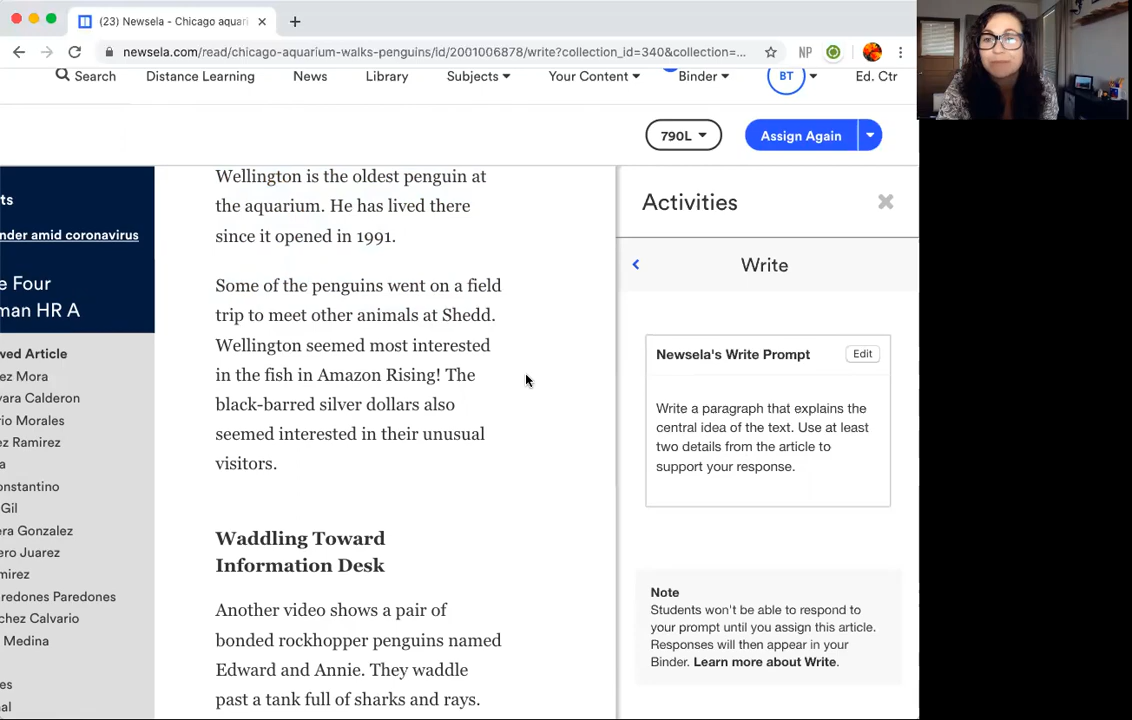 (23) Newsela - Chicago aquari
newsela.com/read/chicago-aquarium-walks-penguins/id/2001006878/write?collection_id=340&collection=...
NP
Search Distance Learning News Library Subjects Your Content Binder BT Ed. Ctr
790L Assign Again
ts
nder amid coronavirus
e Four
man HR A
wed Article
ez Mora
vara Calderon
rio Morales
ez Ramirez
a
onstantino
Gil
era Gonzalez
ero Juarez
mirez
redones Paredones
chez Calvario
Medina
es
nal
Wellington is the oldest penguin at
the aquarium. He has lived there
since it opened in 1991.
Some of the penguins went on a field
trip to meet other animals at Shedd.
Wellington seemed most interested
in the fish in Amazon Rising! The
black-barred silver dollars also
seemed interested in their unusual
visitors.
Waddling Toward
Information Desk
Another video shows a pair of
bonded rockhopper penguins named
Edward and Annie. They waddle
past a tank full of sharks and rays.
Activities
Write
Newsela's Write Prompt Edit
Write a paragraph that explains the
central idea of the text. Use at least
two details from the article to
support your response.
Note
Students won't be able to respond to
your prompt until you assign this article.
Responses will then appear in your
Binder. Learn more about Write.